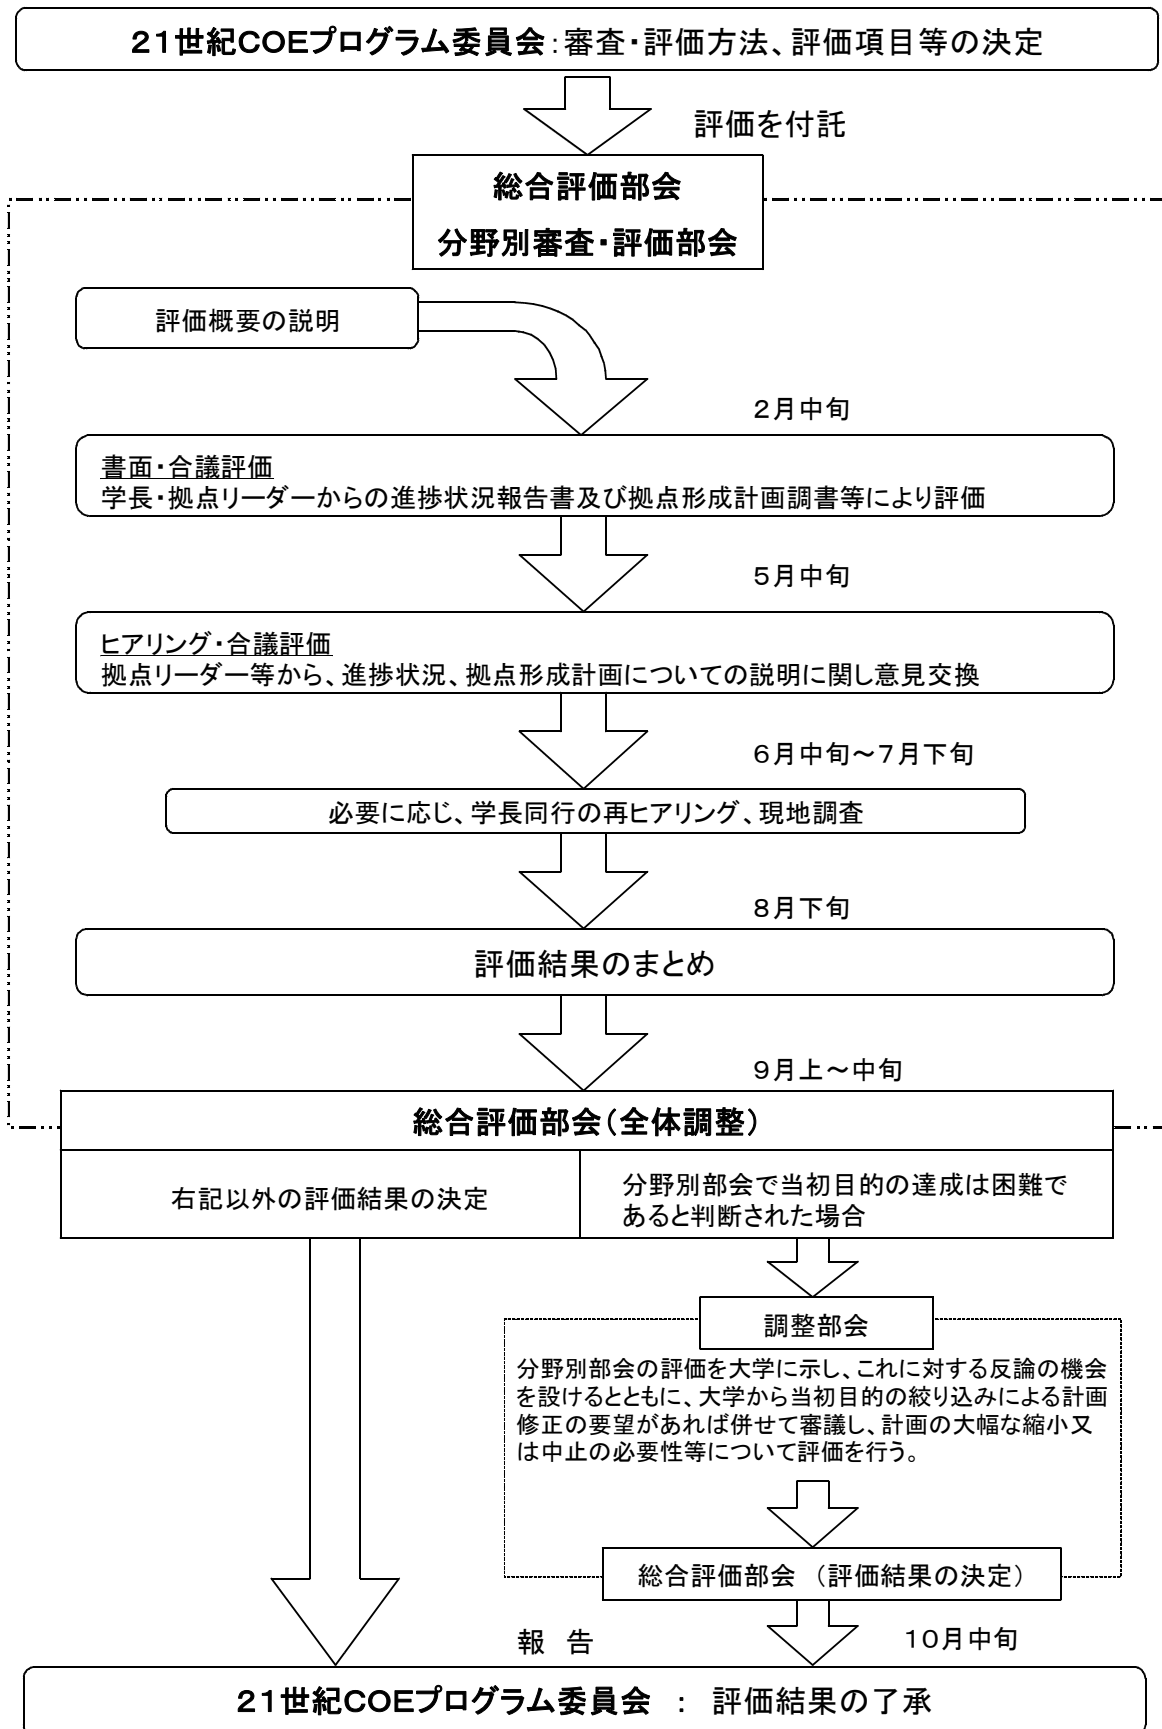 21世紀COEプログラム委員会：審査・評価方法、評価項目等の決定
評価を付託
総合評価部会
分野別審査・評価部会
評価概要の説明
２月中旬
書面・合議評価
学長・拠点リーダーからの進捗状況報告書及び拠点形成計画調書等により評価
５月中旬
ヒアリング・合議評価
拠点リーダー等から、進捗状況、拠点形成計画についての説明に関し意見交換
６月中旬～７月下旬
必要に応じ、学長同行の再ヒアリング、現地調査
８月下旬
評価結果のまとめ
９月上～中旬
総合評価部会（全体調整）
右記以外の評価結果の決定
分野別部会で当初目的の達成は困難で
あると判断された場合
調整部会
分野別部会の評価を大学に示し、これに対する反論の機会
を設けるとともに、大学から当初目的の絞り込みによる計画
修正の要望があれば併せて審議し、計画の大幅な縮小又
は中止の必要性等について評価を行う。
総合評価部会　（評価結果の決定）
報　告
１０月中旬
21世紀COEプログラム委員会　：　評価結果の了承